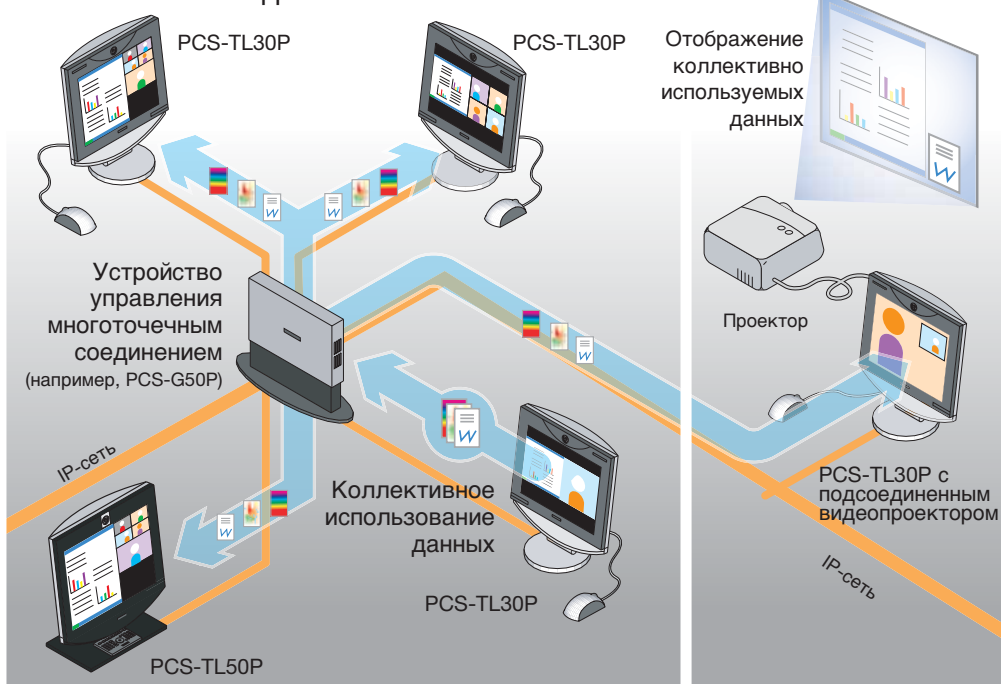 PCS-TL30P
PCS-TL30P
Отображение
коллективно
используемых
данных
Устройство
управления
многоточечным
соединением
(например, PCS-G50P)
Проектор
IP-сеть
Коллективное
использование
данных
PCS-TL30P с
подсоединенным
видеопроектором
IP-сеть
PCS-TL30P
PCS-TL50P